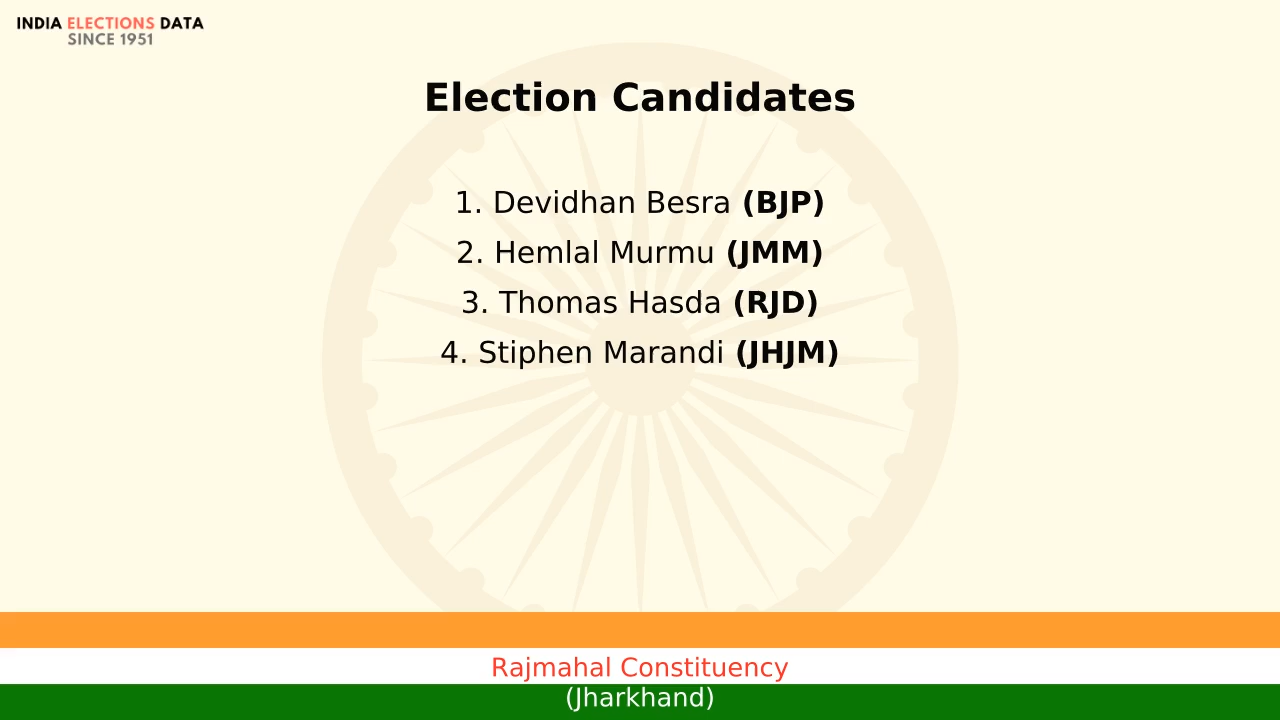 INDIA ELECTIONS DATA
SINCE 1951
Election Candidates
1. Devidhan Besra (BJP)
2. Hemlal Murmu (JMM)
3. Thomas Hasda (RJD)
4. Stiphen Marandi (JHJM)
Rajmahal Constituency
(Jharkhand)